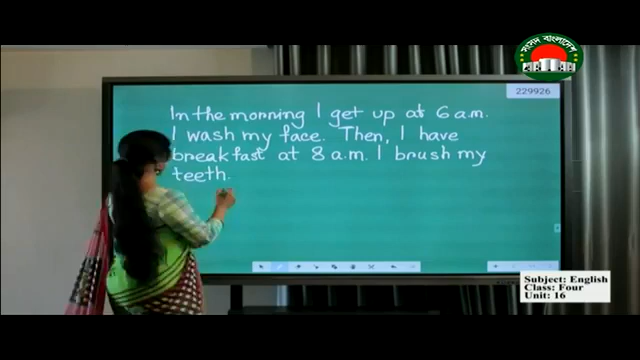 সংসদ বাংলাদেশ
229926
In the morning I get up at 6 a.m.
I wash my face. Then, I have
breakfast at 8 a.m. I brush my
teeth.
Subject: English
Class: Four
Unit: 16